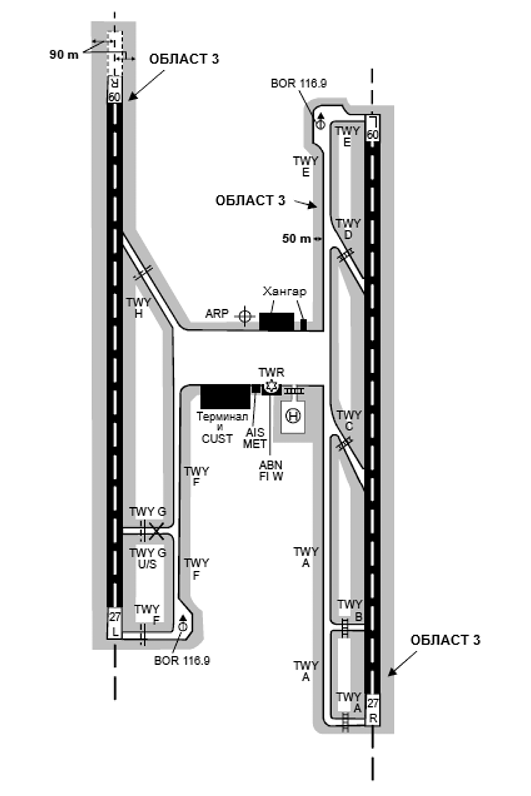 90 m
ОБЛАСТ 3
R
09
BOR 116.9
L
09
TWY
E
TWY
E
ОБЛАСТ 3
TWY
D
50 m
TWY
H
Хангар
ARP
TWR
Терминал
и
CUST
AIS
MET
H
ABN
FI W
TWY
C
TWY
F
TWY G
TWY G
U/S
TWY
F
TWY
A
TWY
F
27
L
TWY
B
BOR 116.9
ОБЛАСТ 3
TWY
A
TWY
A
27
R